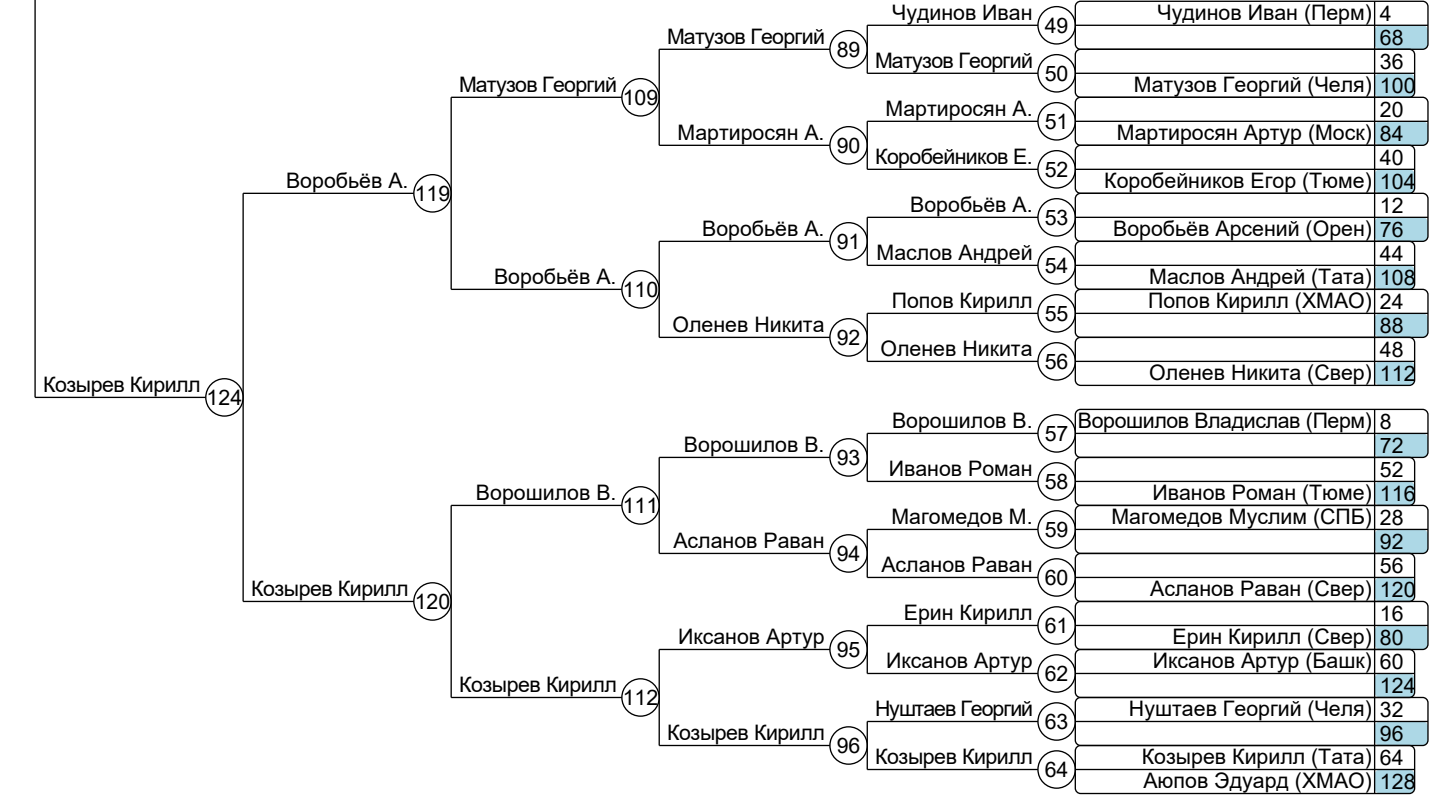 Чудинов Иван 49 Чудинов Иван (Перм) 4
Матузов Георгий 89 68
Матузов Георгий 50 36
Матузов Георгий 109 Матузов Георгий (Челя) 100
Мартиросян А. 51 20
Мартиросян А. 90 Мартиросян Артур (Моск) 84
Коробейников Е. 52 40
Воробьёв А. 119 Коробейников Егор (Тюме) 104
Воробьёв А. 53 12
Воробьёв А. 91 Воробьёв Арсений (Орен) 76
Маслов Андрей 54 44
Воробьёв А. 110 Маслов Андрей (Тата) 108
Попов Кирилл 55 Попов Кирилл (ХМАО) 24
Оленев Никита 92 88
Оленев Никита 56 48
Оленев Никита (Свер) 112
Козырев Кирилл 124
Ворошилов В. 57 Ворошилов Владислав (Перм) 8
Ворошилов В. 93 72
Иванов Роман 58 52
Ворошилов В. 111 Иванов Роман (Тюме) 116
Магомедов М. 59 Магомедов Муслим (СПБ) 28
Асланов Раван 94 92
Асланов Раван 60 56
Козырев Кирилл 120 Асланов Раван (Свер) 120
Ерин Кирилл 61 16
Иксанов Артур 95 Ерин Кирилл (Свер) 80
Иксанов Артур 62 Иксанов Артур (Башк) 60
Козырев Кирилл 112 124
Нуштаев Георгий 63 Нуштаев Георгий (Челя) 32
Козырев Кирилл 96 96
Козырев Кирилл 64 Козырев Кирилл (Тата) 64
Аюпов Эдуард (ХМАО) 128